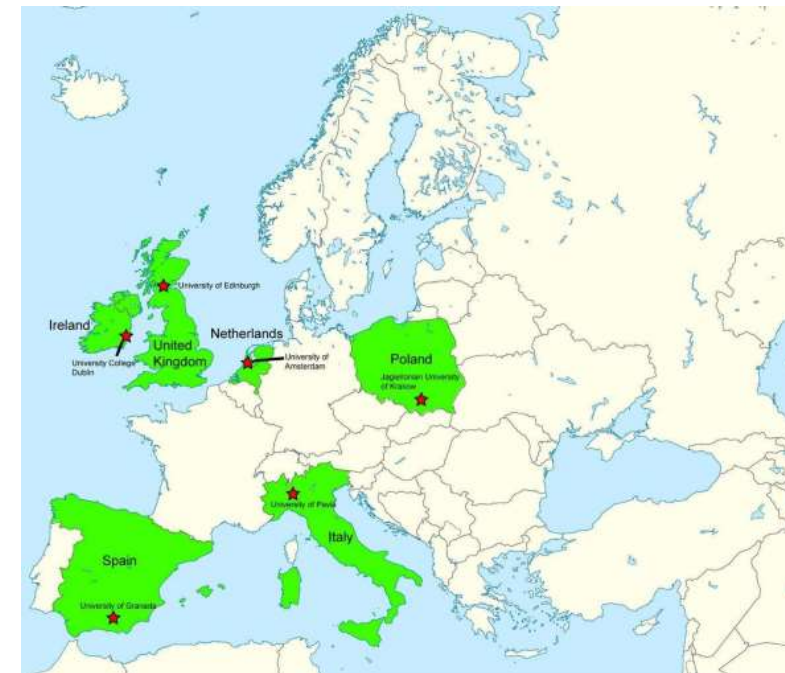 University of Edinburgh
Ireland
University College
Dublin
United
Kingdom
Netherlands
University of
Amsterdam
Poland
Jagiellonian University
of Krakow
University of Pavia
Italy
Spain
University of Granada